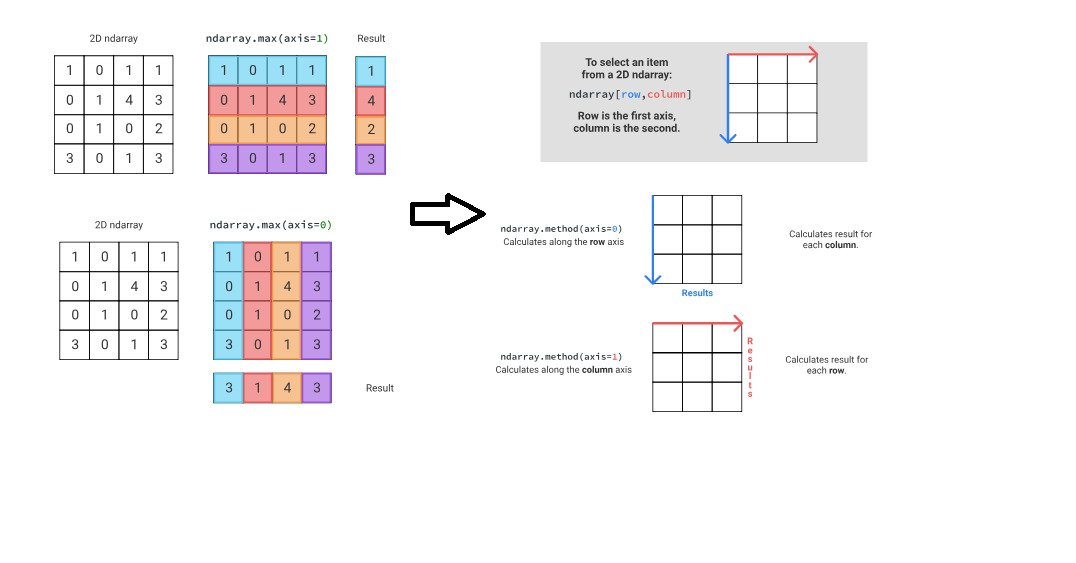 2D ndarray
ndarray.max(axis=1)
Result
1 0 1 1
0 1 4 3
0 1 0 2
3 0 1 3
1 0 1 1
0 1 4 3
0 1 0 2
3 0 1 3
1
4
2
3
2D ndarray
ndarray.max(axis=0)
1 0 1 1
0 1 4 3
0 1 0 2
3 0 1 3
1 0 1 1
0 1 4 3
0 1 0 2
3 0 1 3
3 1 4 3
Result
To select an item
from a 2D ndarray:
ndarray[row,column]
Row is the first axis,
column is the second.
ndarray.method(axis=0)
Calculates along the row axis
Results
Calculates result for
each column.
ndarray.method(axis=1)
Calculates along the column axis
Results
Calculates result for
each row.